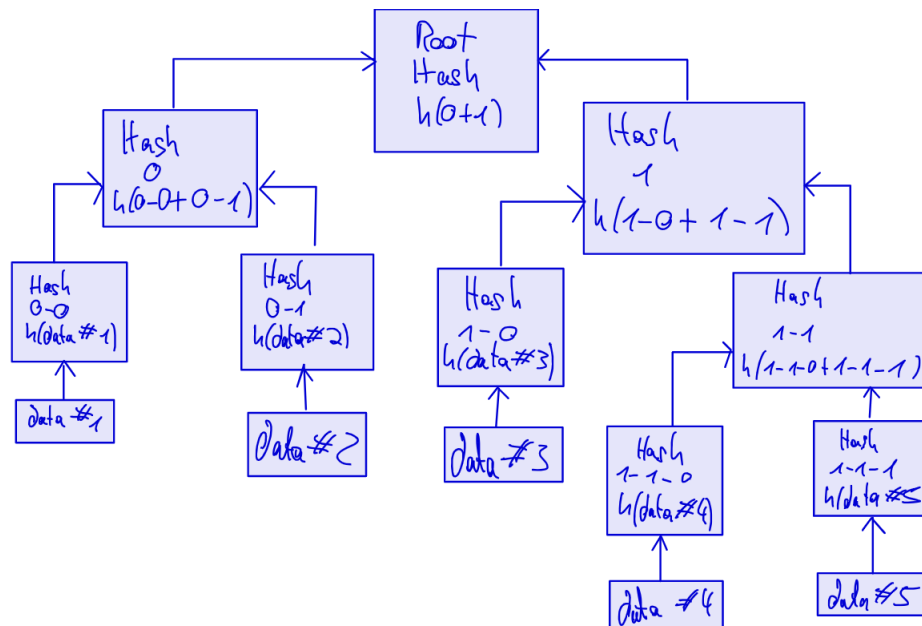 Root
Hash
h(0+1)
Hash
0
h(0-0+0-1)
Hash
1
h(1-0+1-1)
Hash
0-0
h(data#1)
Hash
0-1
h(data#2)
Hash
1-0
h(data#3)
Hash
1-1
h(1-1-0+1-1-1)
data #1
data #2
data #3
Hash
1-1-0
h(data#4)
Hash
1-1-1
h(data#5
data #4
data #5